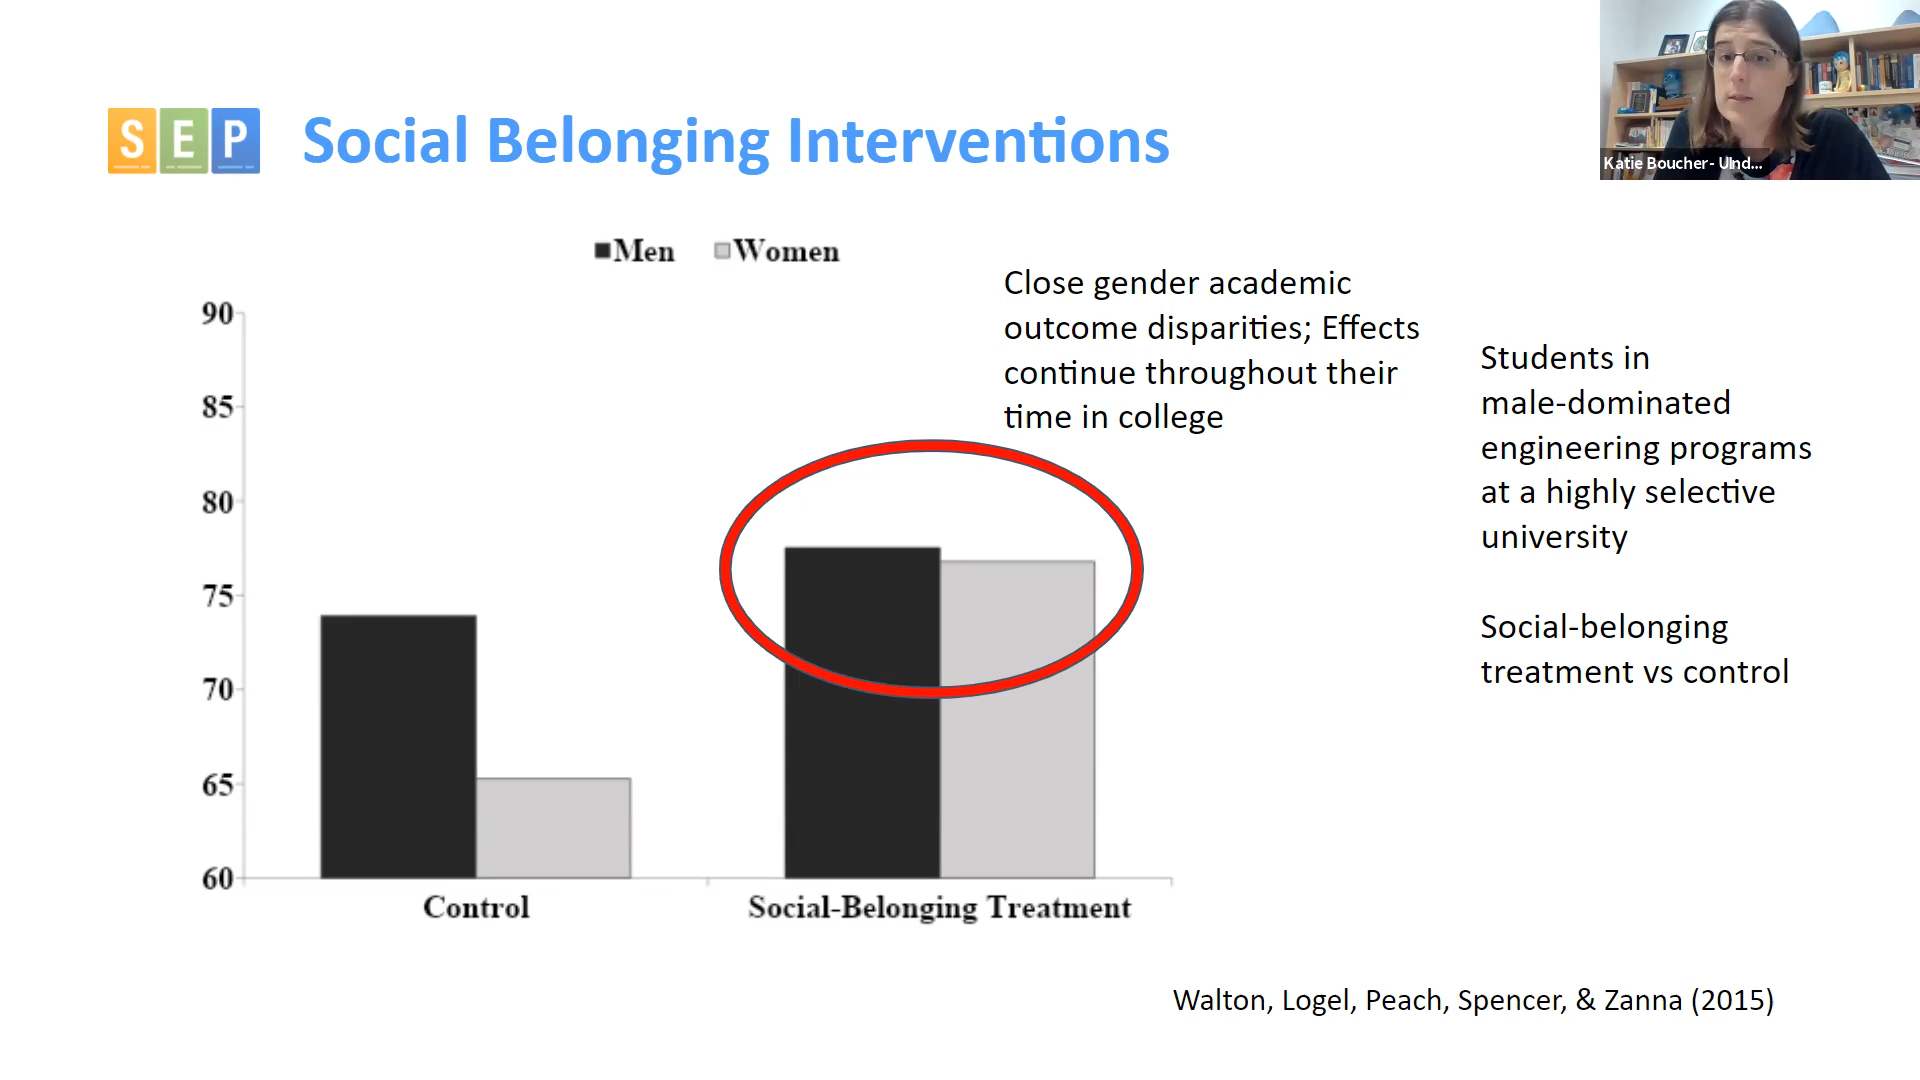 SEP
Social Belonging Interventions
Katie Boucher- UInd...
Men
Women
Close gender academic
outcome disparities; Effects
continue throughout their
time in college
Students in
male-dominated
engineering programs
at a highly selective
university
Social-belonging
treatment vs control
90
85
80
75
70
65
60
Control
Social-Belonging Treatment
Walton, Logel, Peach, Spencer, & Zanna (2015)